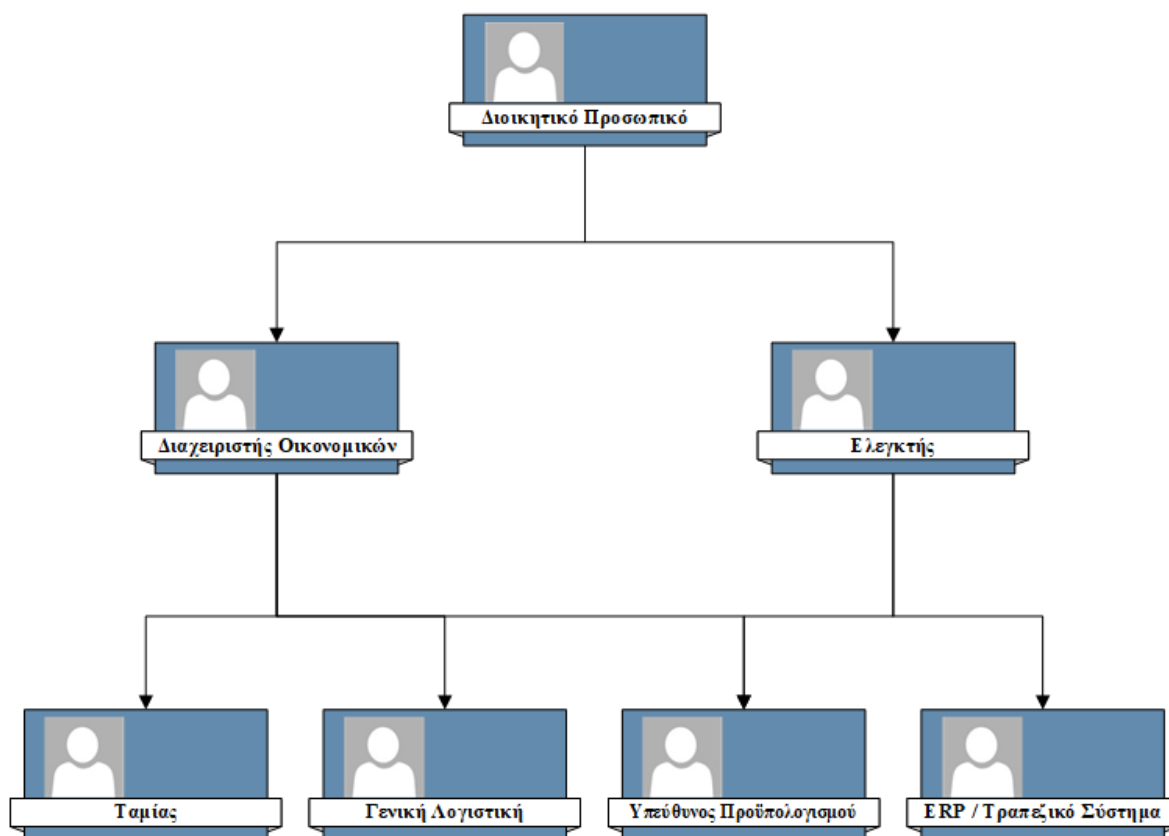 Διοικητικό Προσωπικό
Διαχειριστής Οικονομικών
Ελεγκτής
Ταμίας
Γενική Λογιστική
Υπεύθυνος Προϋπολογισμού
ERP / Τραπεζικό Σύστημα